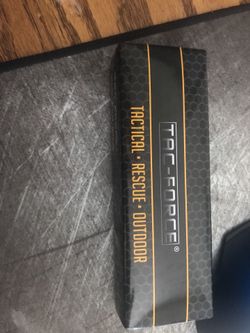 TAC-FORCE®
TACTICAL • RESCUE • OUTDOOR